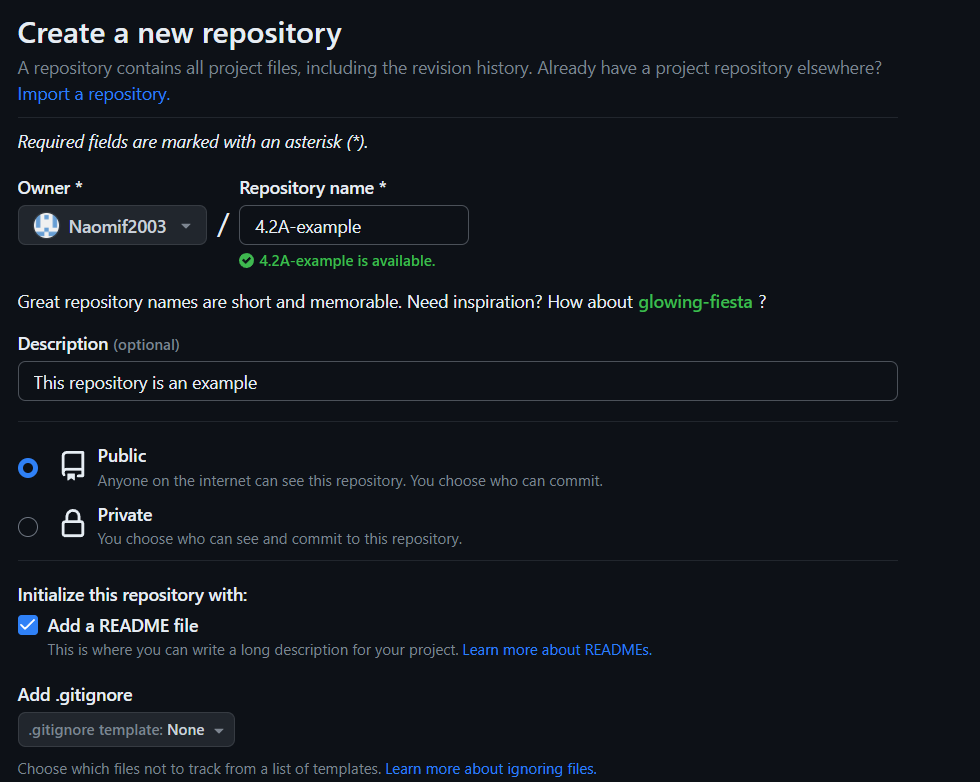 Create a new repository
A repository contains all project files, including the revision history. Already have a project repository elsewhere?
Import a repository.
Required fields are marked with an asterisk (*).
Owner * Repository name *
Naomif2003 / 4.2A-example
4.2A-example is available.
Great repository names are short and memorable. Need inspiration? How about glowing-fiesta ?
Description (optional)
This repository is an example
Public
Anyone on the internet can see this repository. You choose who can commit.
Private
You choose who can see and commit to this repository.
Initialize this repository with:
Add a README file
This is where you can write a long description for your project. Learn more about READMEs.
Add .gitignore
.gitignore template: None
Choose which files not to track from a list of templates. Learn more about ignoring files.